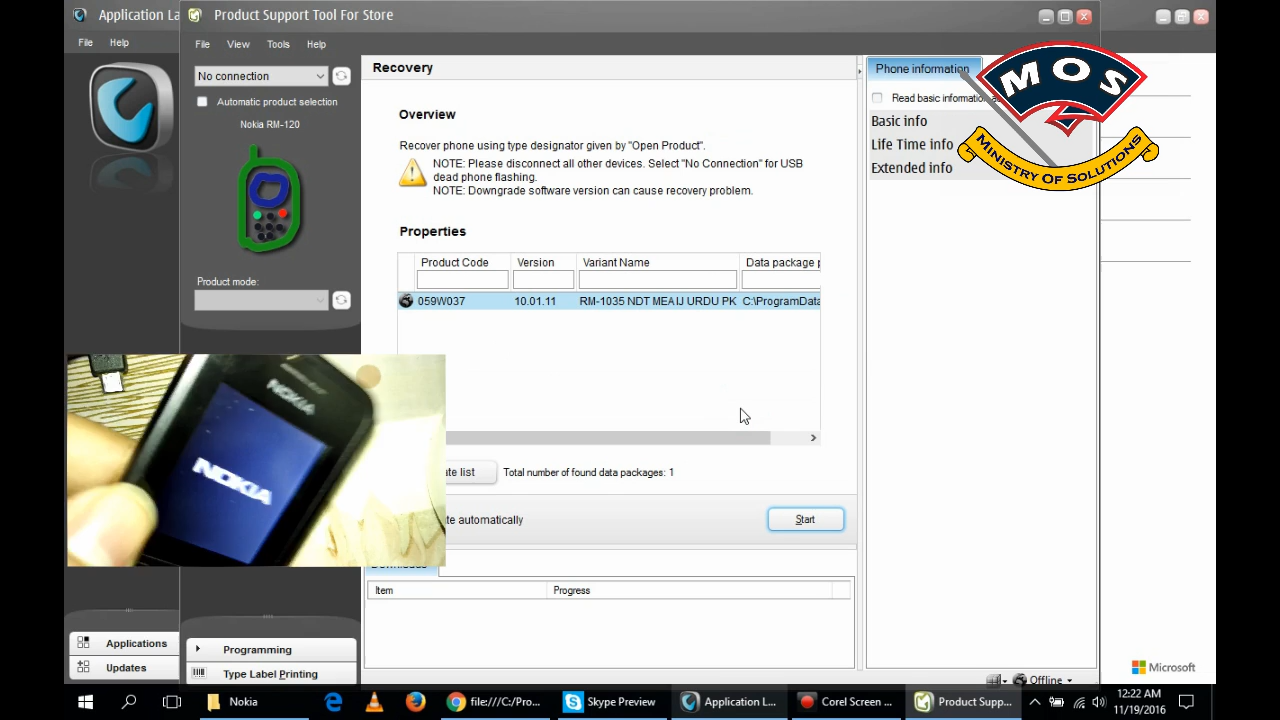 Application La
Product Support Tool For Store
File Help
File View Tools Help
No connection
Automatic product selection
Nokia RM-120
Product mode:
Recovery
Overview
Recover phone using type designator given by "Open Product".
NOTE: Please disconnect all other devices. Select "No Connection" for USB
dead phone flashing.
NOTE: Downgrade software version can cause recovery problem.
Properties
Product Code Version Variant Name Data package p
059W037 10.01.11 RM-1035 NDT MEA IJ URDU PK C:\ProgramData
te list Total number of found data packages: 1
te automatically Start
Item Progress
Phone information
Read basic information
Basic info
Life Time info
Extended info
MOS
MINISTRY OF SOLUTIONS
NOKIA
NOKIA
Applications
Updates
Programming
Type Label Printing
Microsoft
Offline
Nokia
file:///C:/Pro...
Skype Preview
Application L...
Corel Screen ...
Product Supp...
12:22 AM
11/19/2016